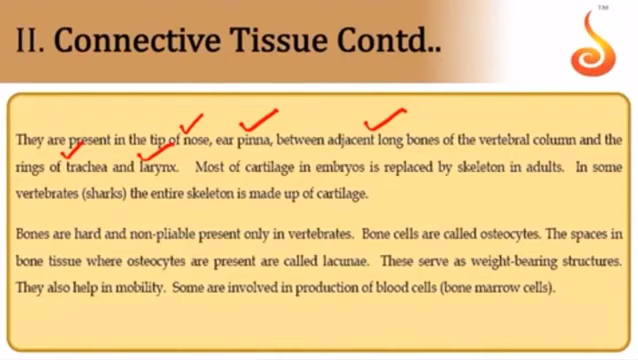 TM
II. Connective Tissue Contd..
They are present in the tip of nose, ear pinna, between adjacent long bones of the vertebral column and the
rings of trachea and larynx. Most of cartilage in embryos is replaced by skeleton in adults. In some
vertebrates (sharks) the entire skeleton is made up of cartilage.
Bones are hard and non-pliable present only in vertebrates. Bone cells are called osteocytes. The spaces in
bone tissue where osteocytes are present are called lacunae. These serve as weight-bearing structures.
They also help in mobility. Some are involved in production of blood cells (bone marrow cells).